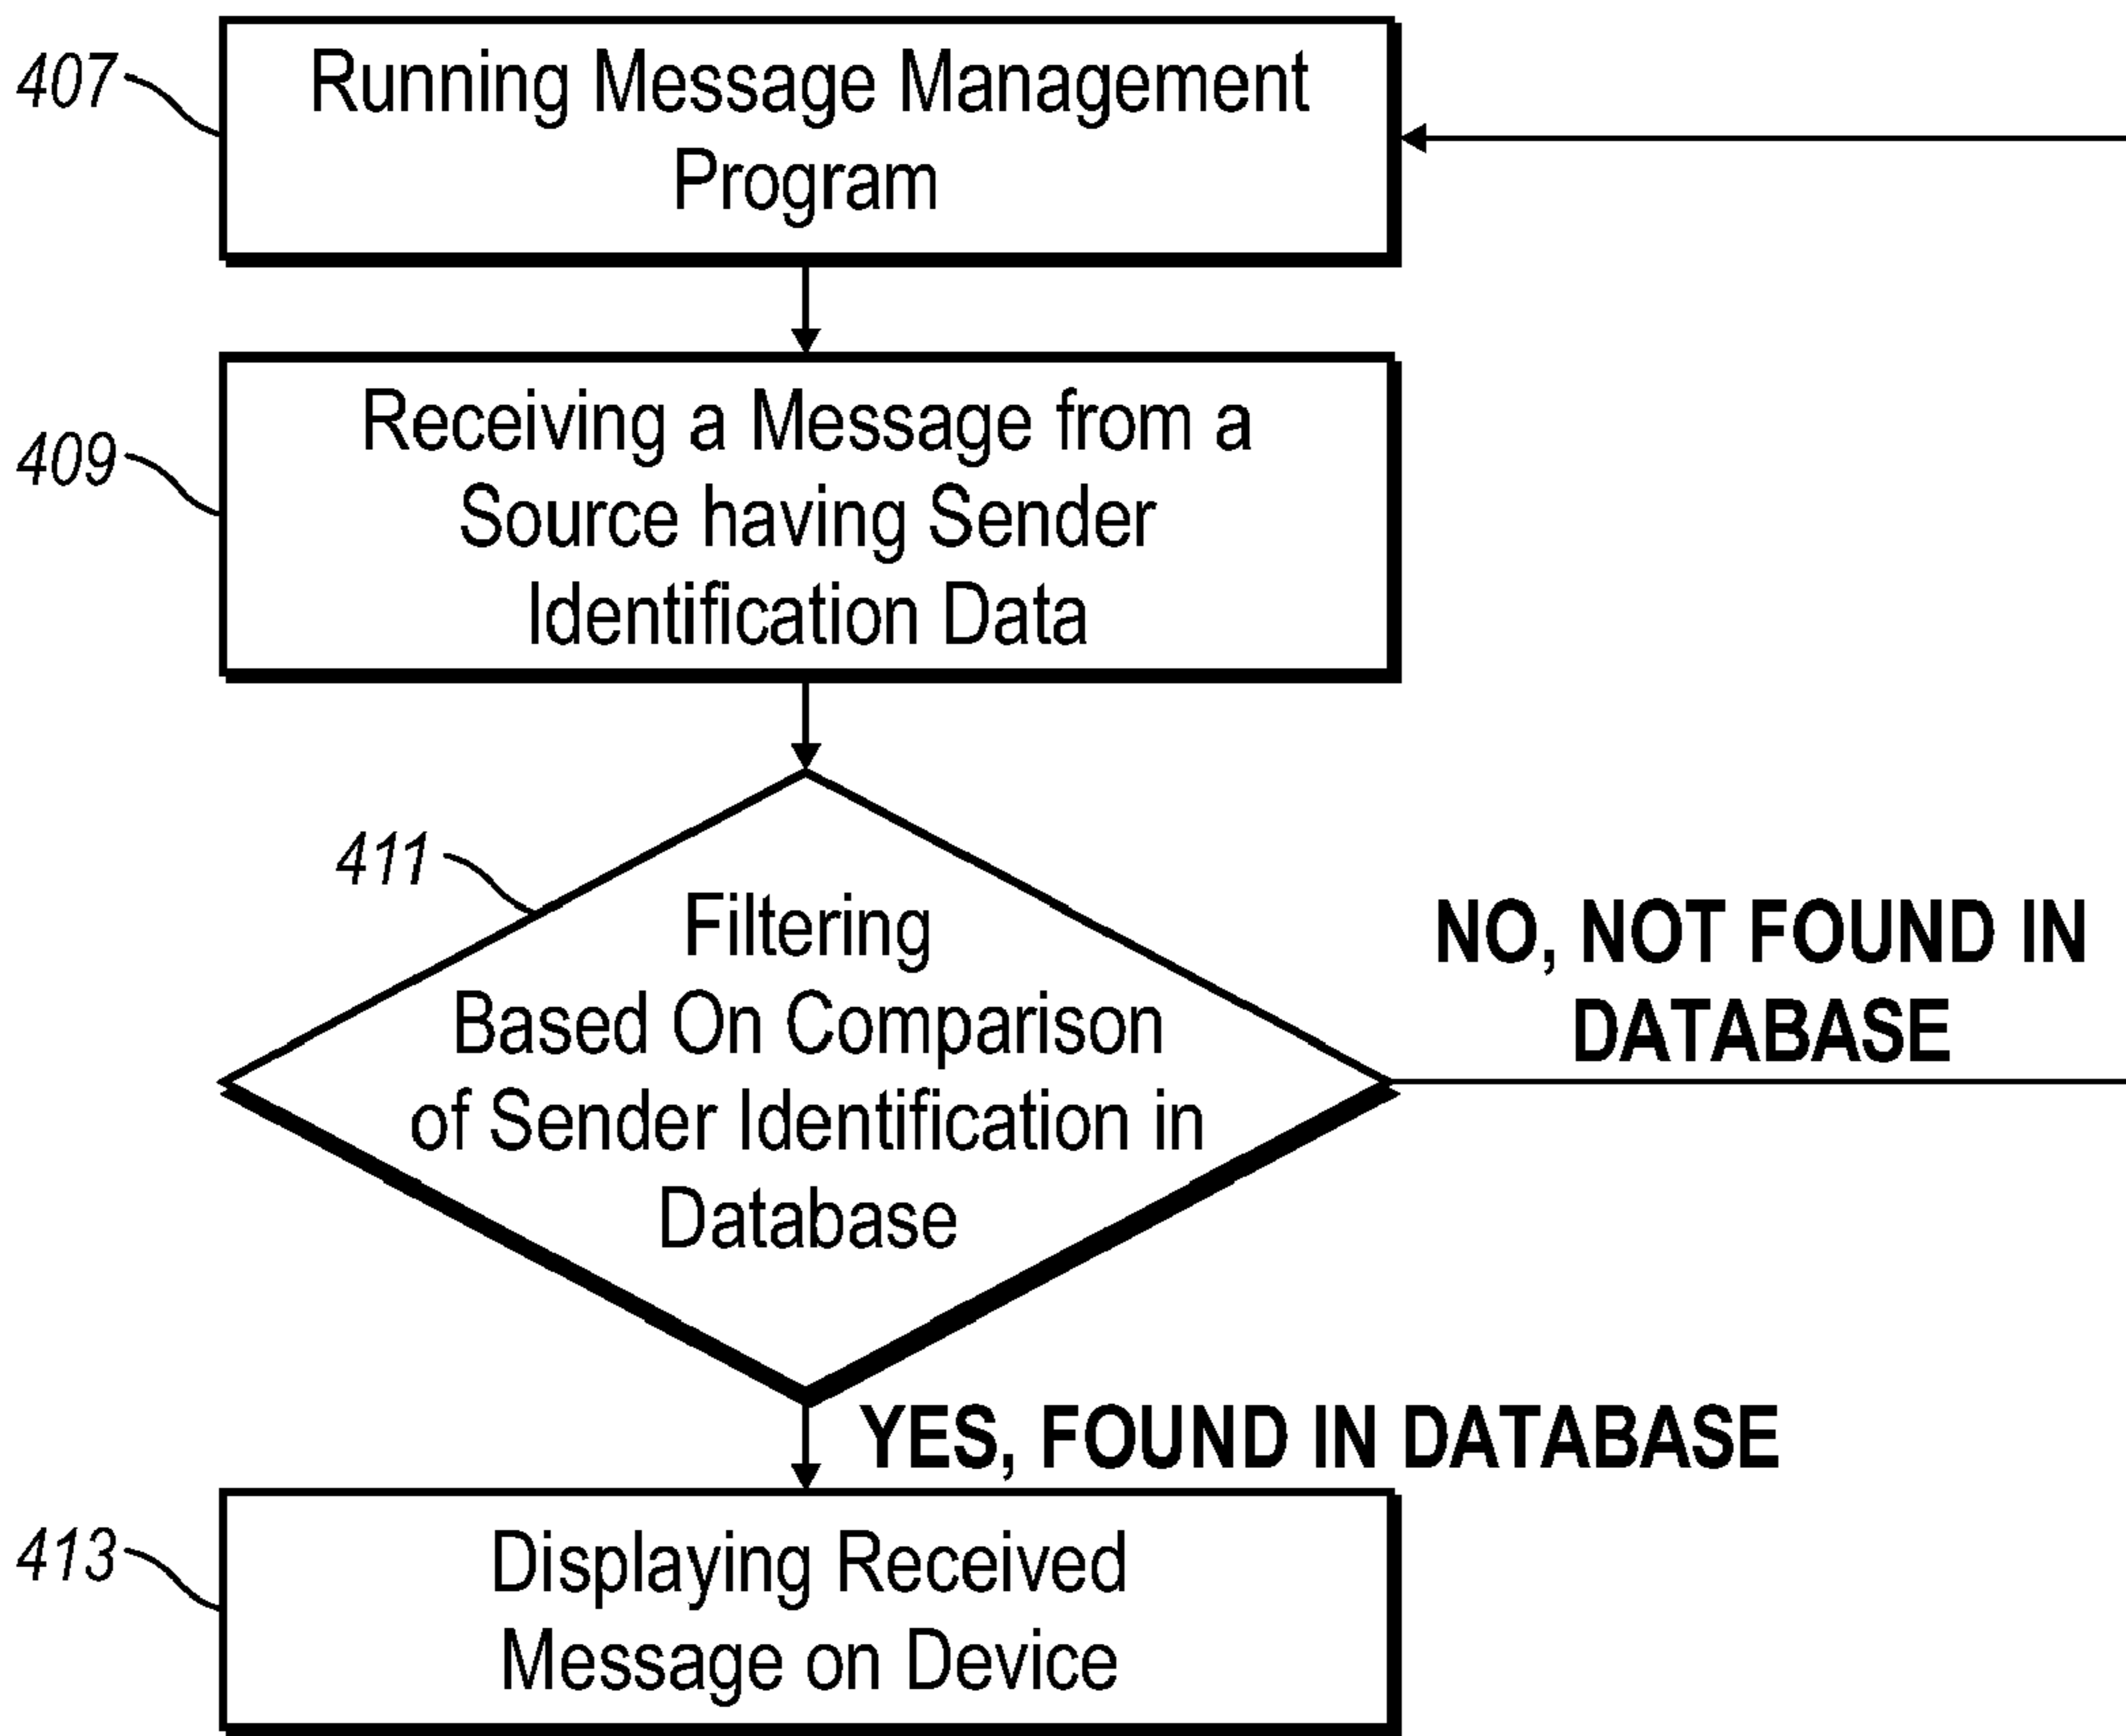 407
Running Message Management
Program
409
Receiving a Message from a
Source having Sender
Identification Data
411
Filtering
Based On Comparison
of Sender Identification in
Database
NO, NOT FOUND IN
DATABASE
YES, FOUND IN DATABASE
413
Displaying Received
Message on Device